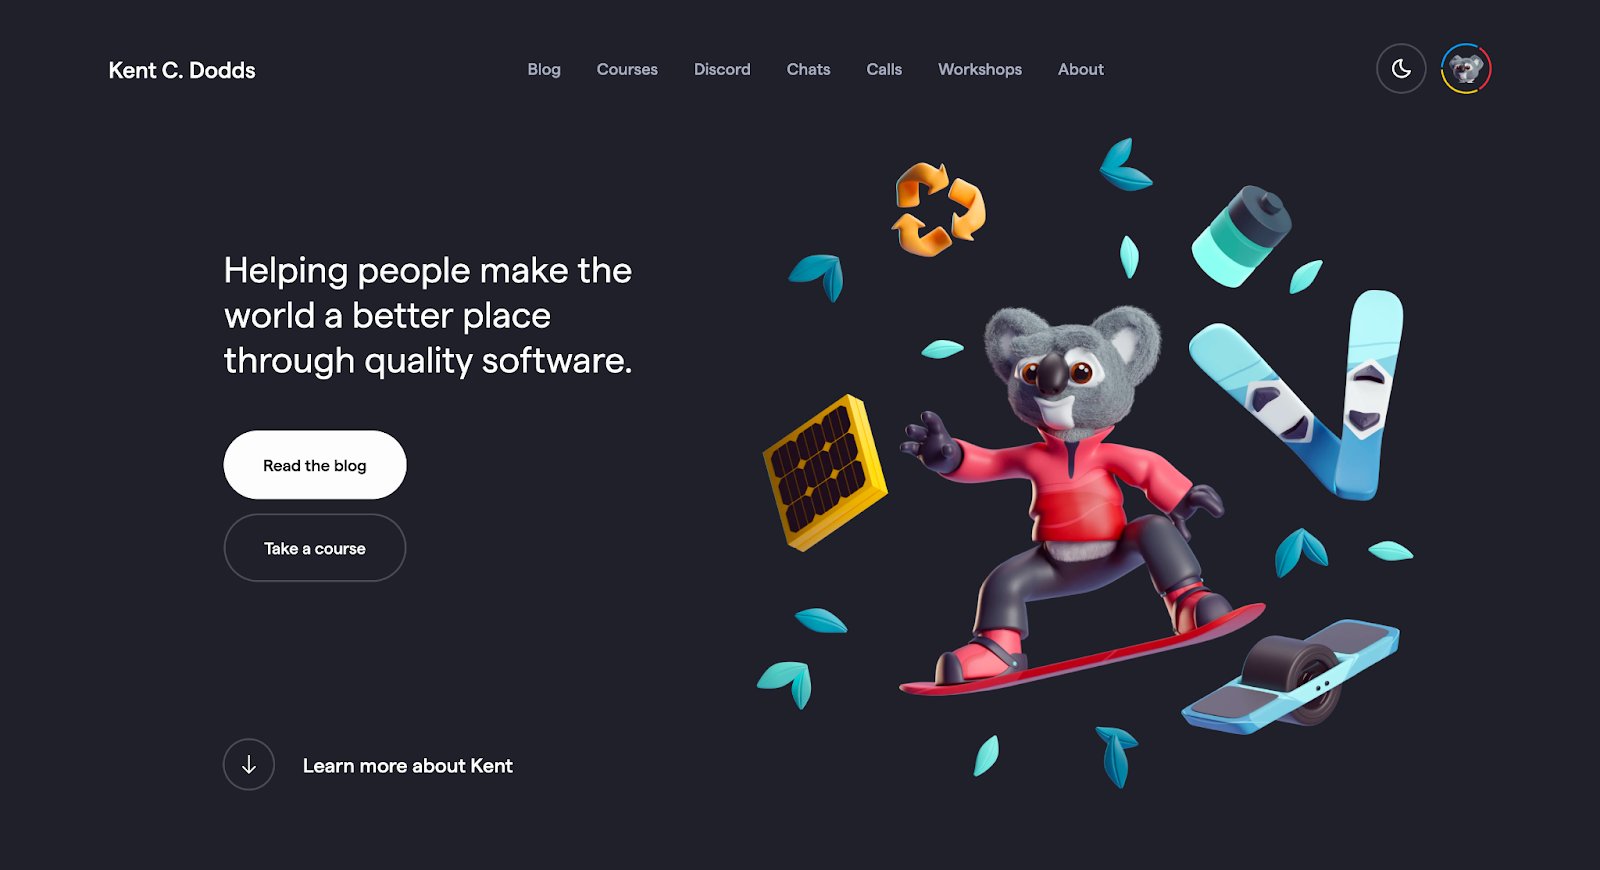 Kent C. Dodds
Blog
Courses
Discord
Chats
Calls
Workshops
About
Helping people make the
world a better place
through quality software.
Read the blog
Take a course
Learn more about Kent